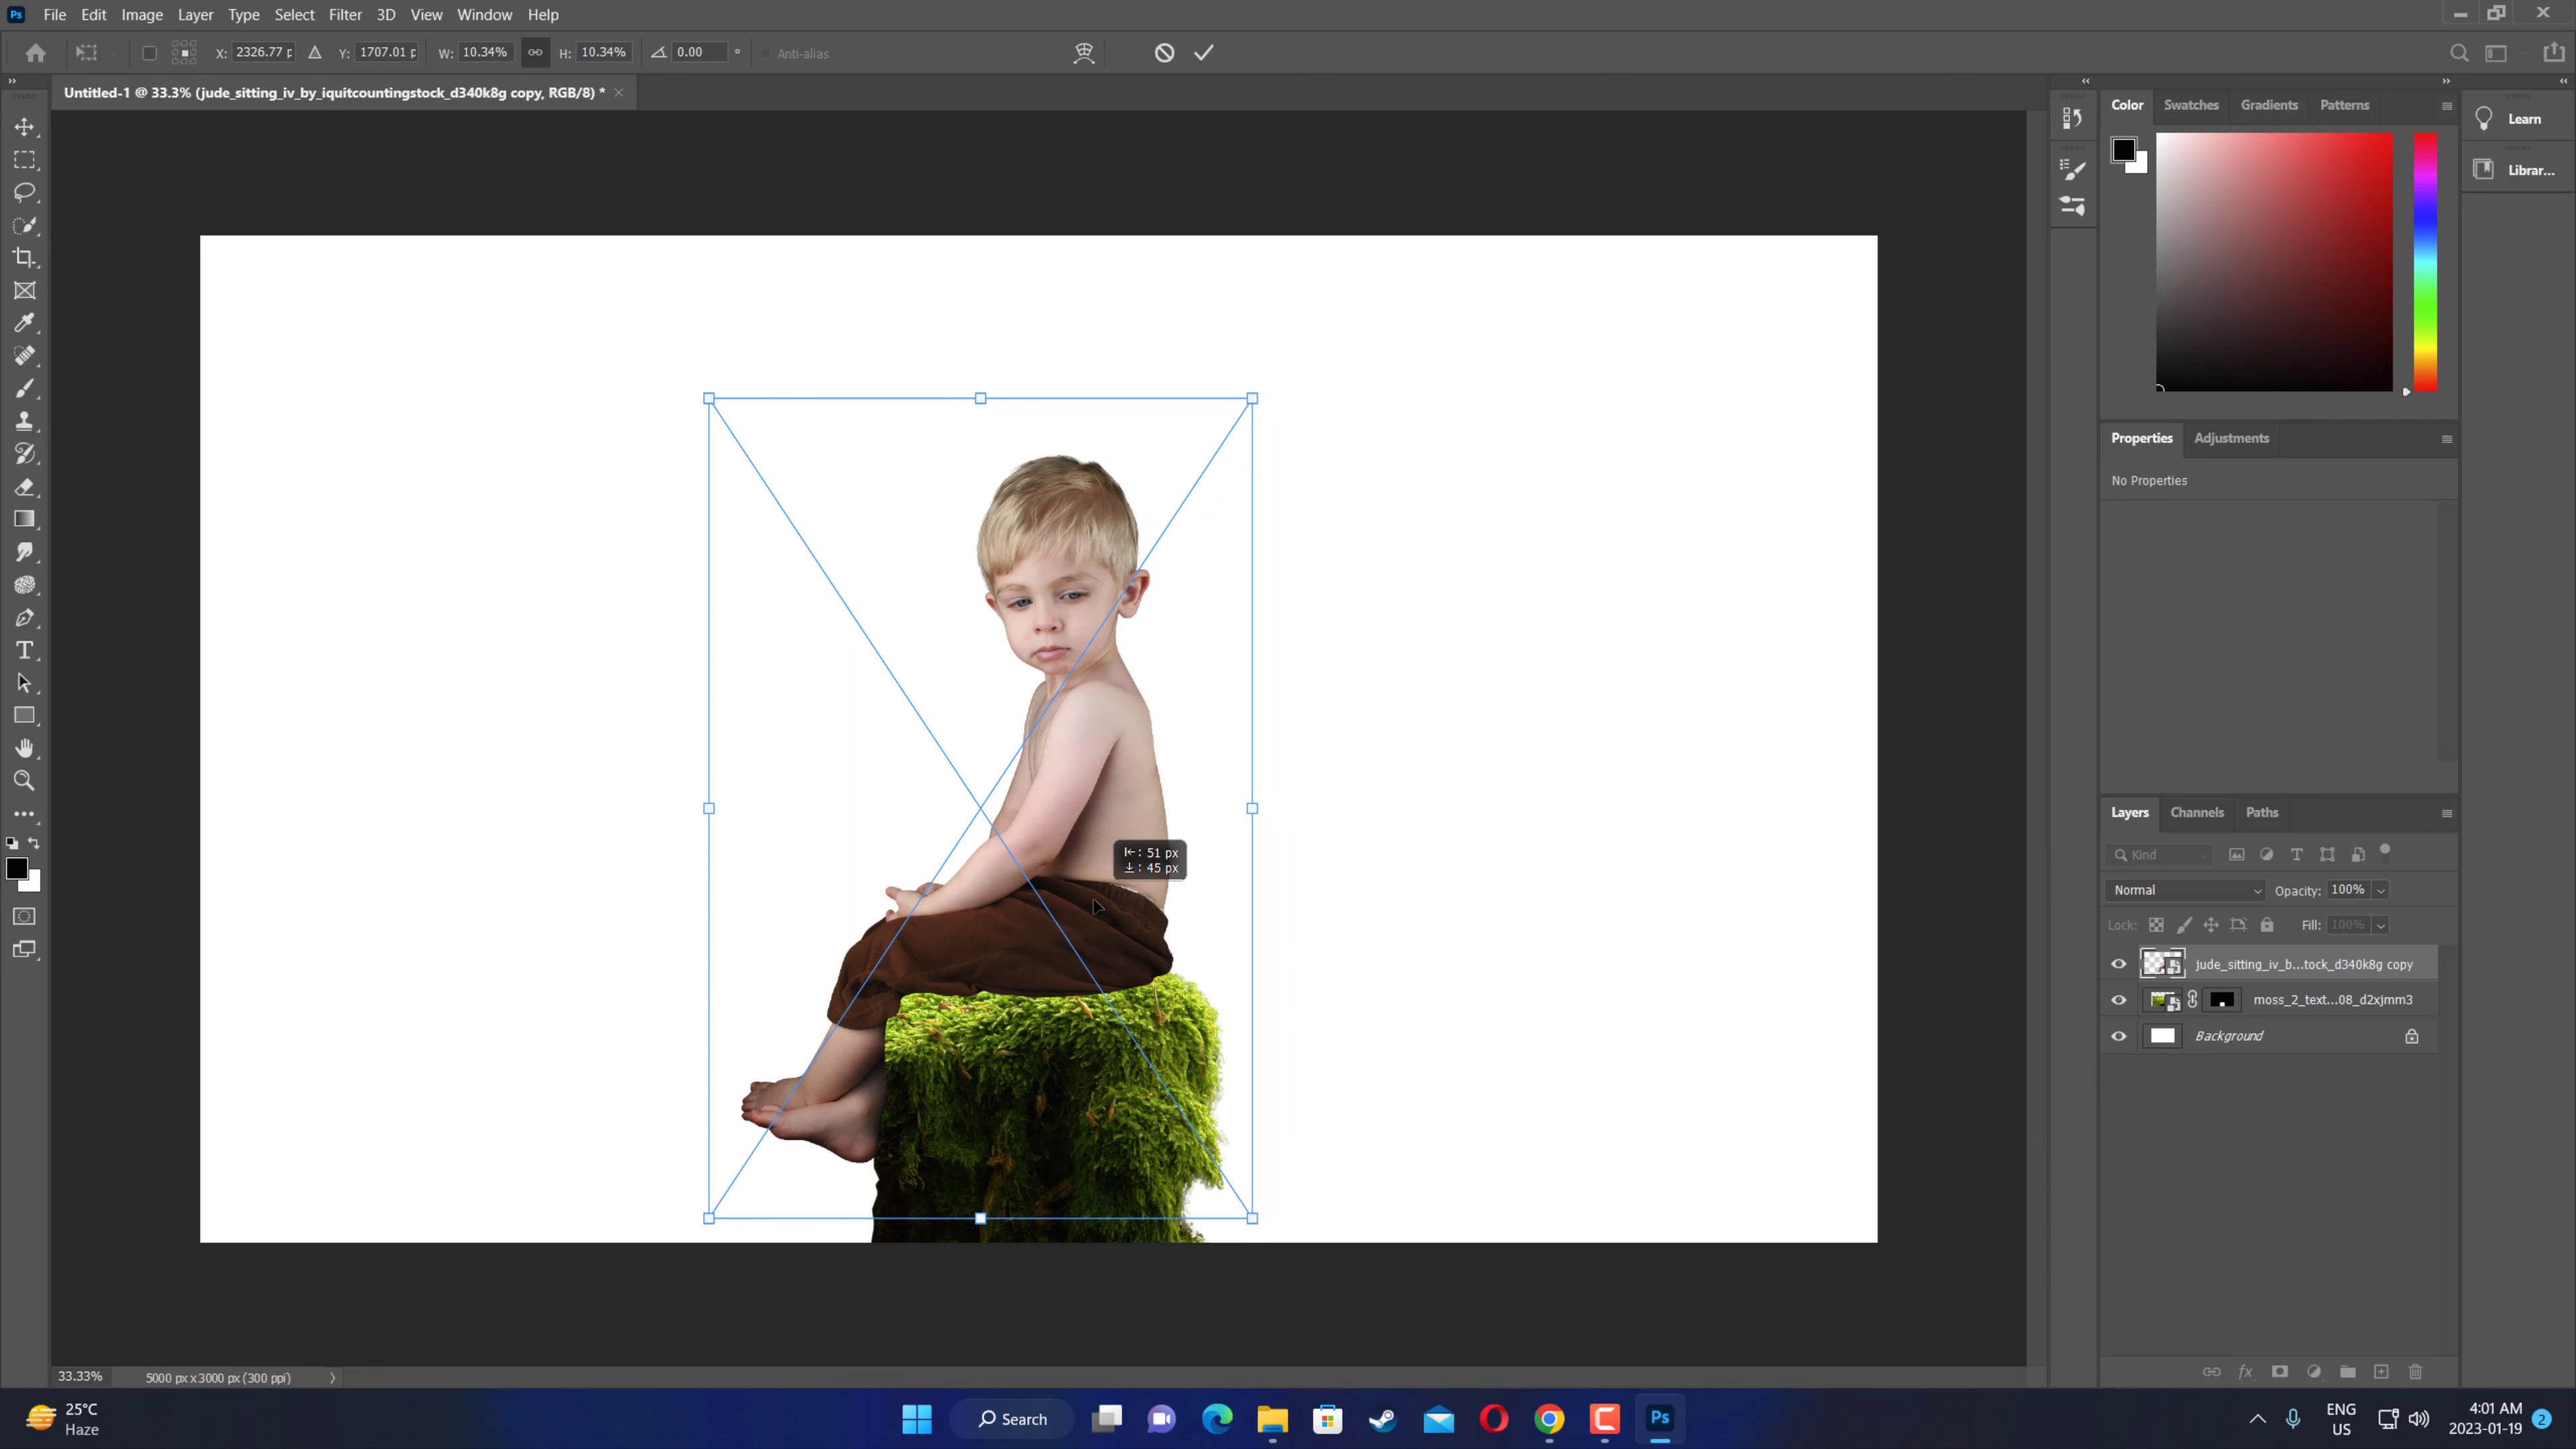 Ps File Edit Image Layer Type Select Filter 3D View Window Help
X: 2326.77 p Y: 1707.01 p W: 10.34% H: 10.34% 0.00 ° Anti-alias
Untitled-1 @ 33.3% (jude_sitting_iv_by_iquitcountingstock_d340k8g copy, RGB/8) * ×
Color Swatches Gradients Patterns
Learn
Librar...
Properties Adjustments
No Properties
51 px
45 px
Layers Channels Paths
Kind
Normal Opacity: 100%
Lock: Fill: 100%
jude_sitting_iv_b...tock_d340k8g copy
moss_2_text...08_d2xjmm3
Background
fx
33.33% 5000 px x 3000 px (300 ppi)
25°C
Haze
Search
Ps
ENG
US
4:01 AM
2023-01-19
2